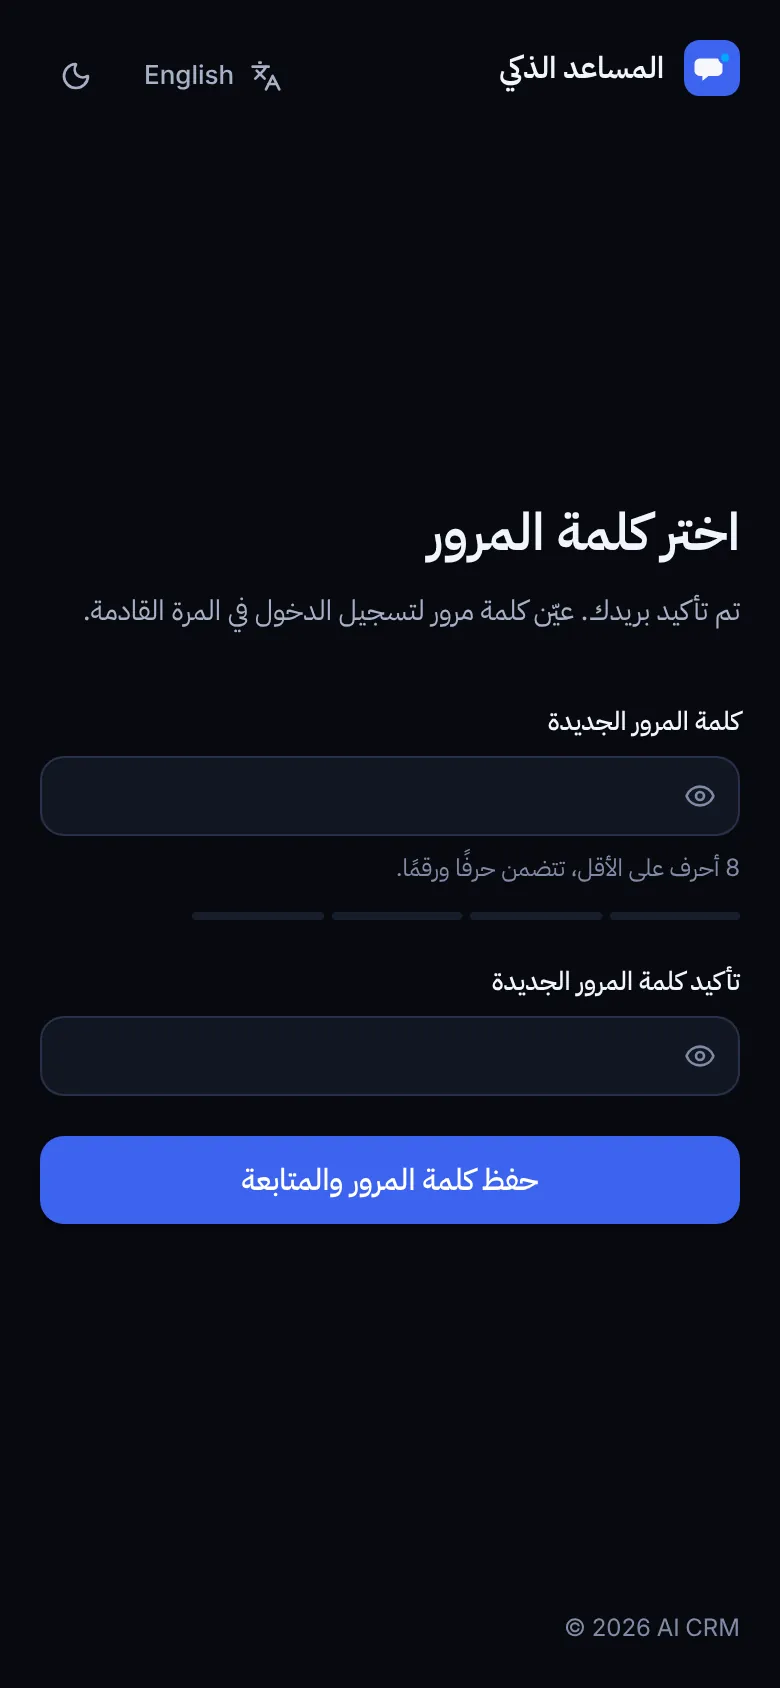 المساعد الذكي
English
اختر كلمة المرور
تم تأكيد بريدك. عيّن كلمة مرور لتسجيل الدخول في المرة القادمة.
كلمة المرور الجديدة
8 أحرف على الأقل، تتضمن حرفًا ورقمًا.
تأكيد كلمة المرور الجديدة
حفظ كلمة المرور والمتابعة
© 2026 AI CRM